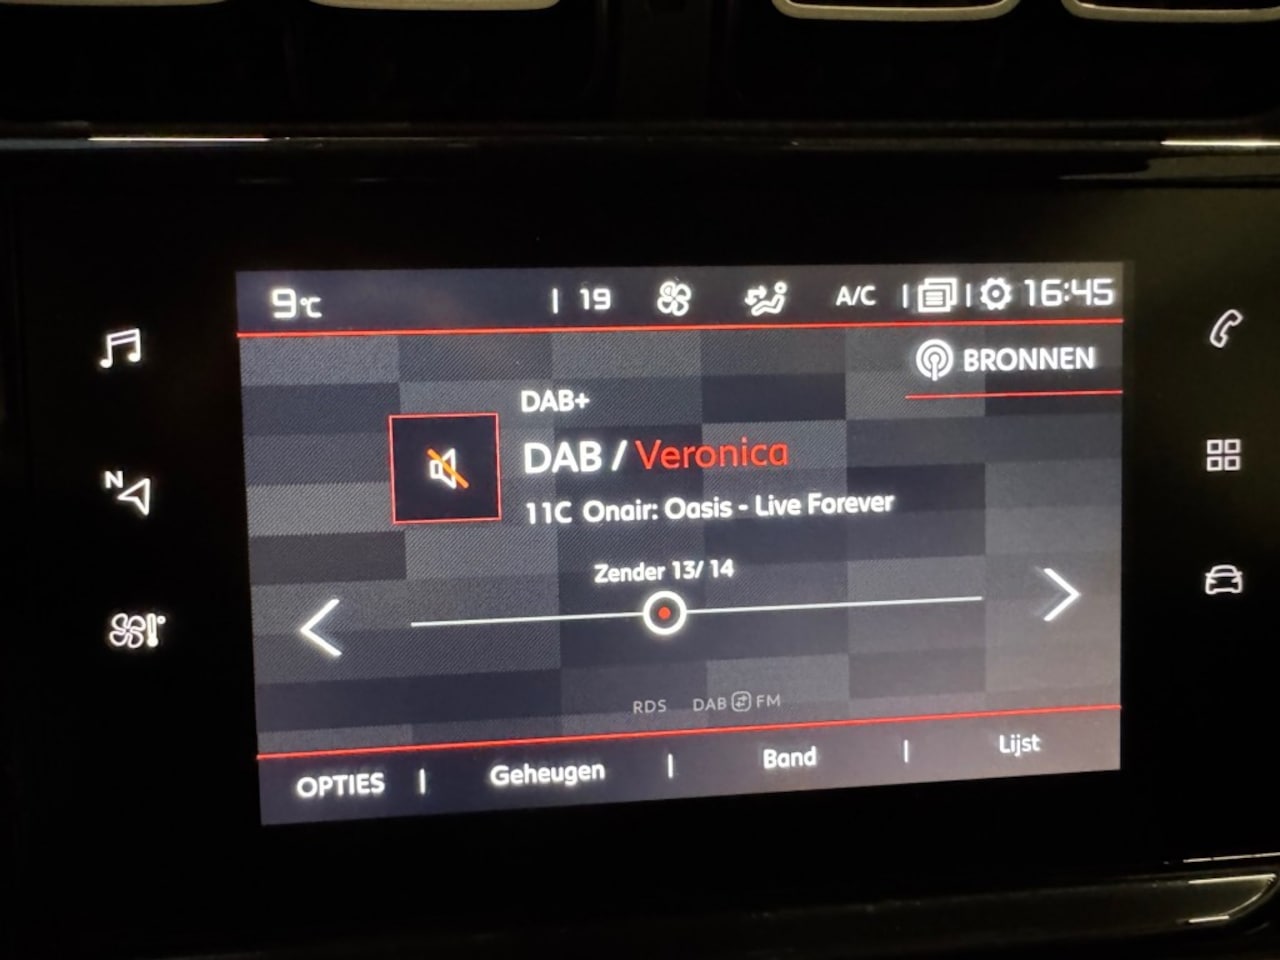 9°C | 19 A/C | | 16:45
BRONNEN
DAB+
DAB / Veronica
11C Onair: Oasis - Live Forever
Zender 13/ 14
N
RDS DAB FM
OPTIES | Geheugen | Band | Lijst